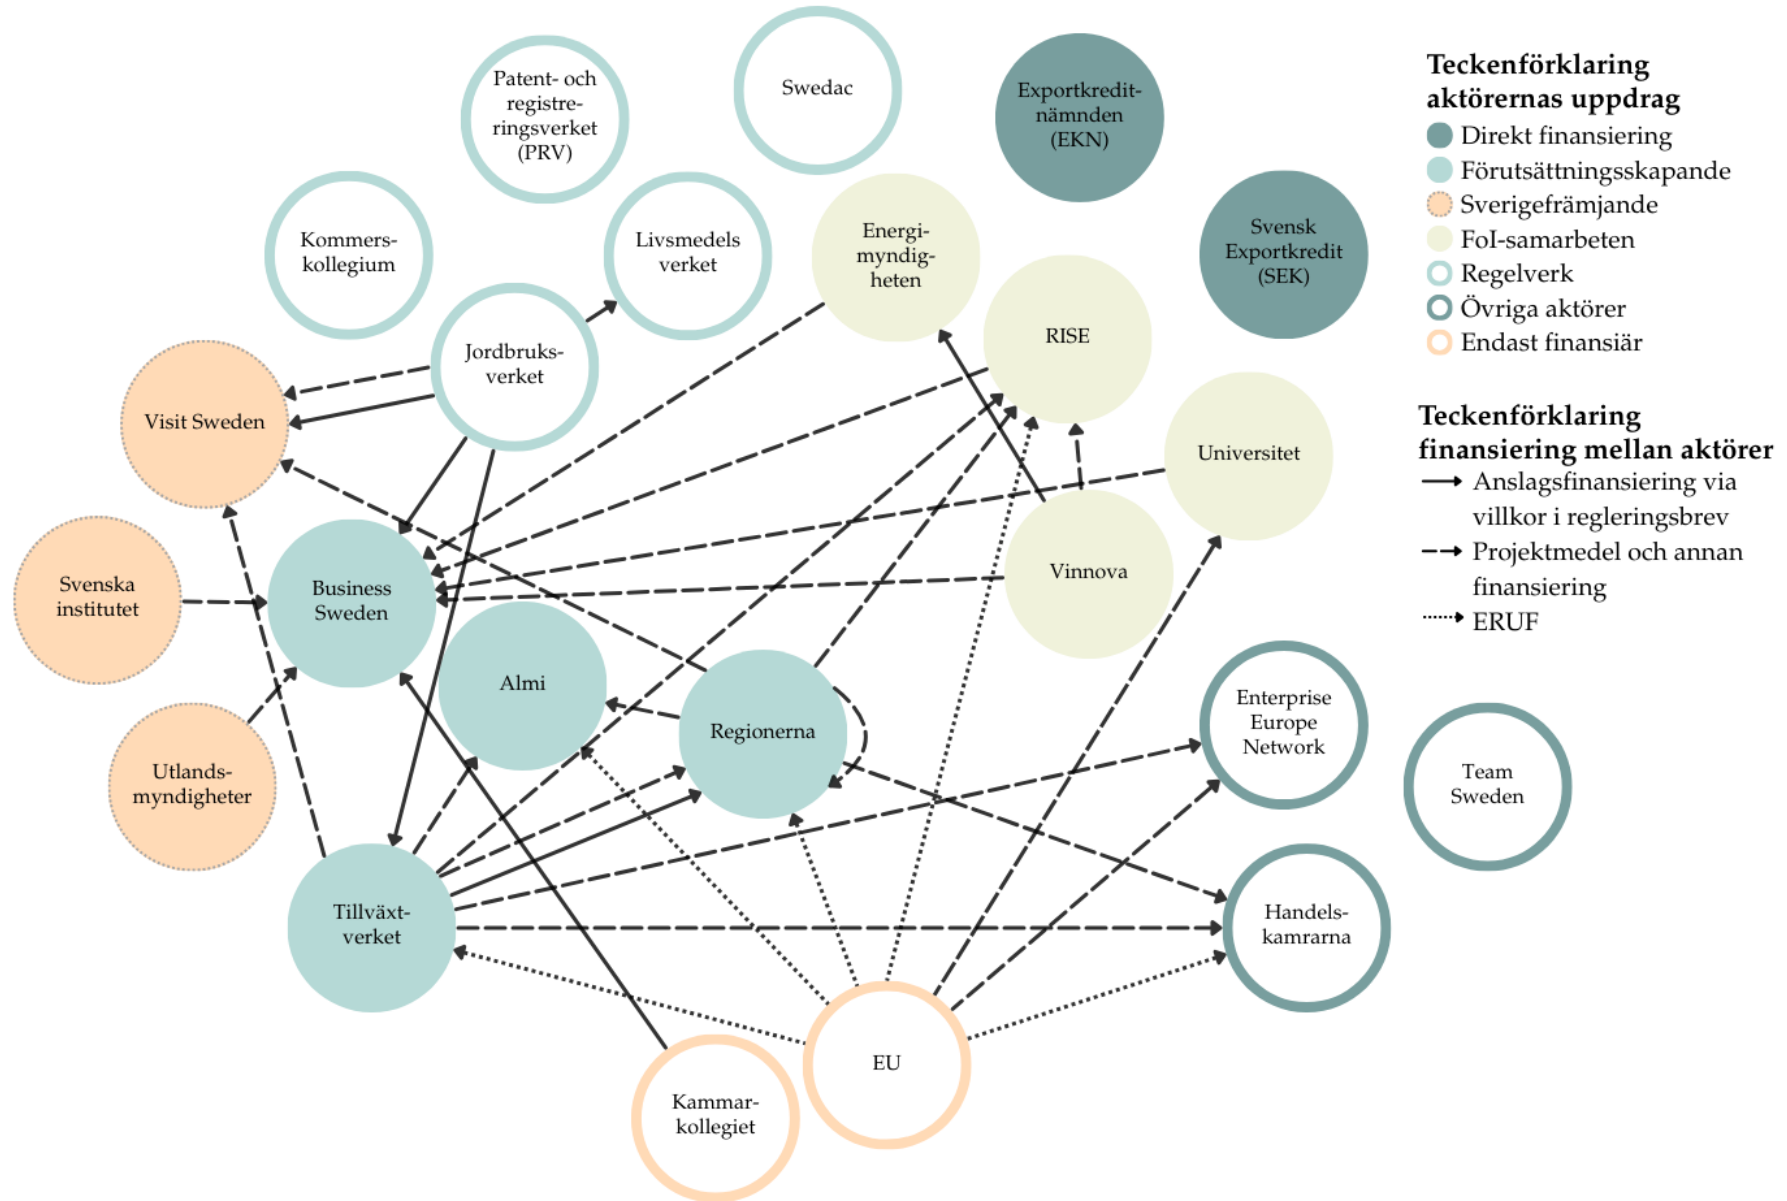 Patent- och
registre-
ringsverket
(PRV)
Swedac
Exportkredit-
nämnden
(EKN)
Kommers-
kollegium
Livsmedels
verket
Energi-
myndig-
heten
Svensk
Exportkredit
(SEK)
Jordbruks-
verket
RISE
Visit Sweden
Universitet
Svenska
institutet
Business
Sweden
Vinnova
Almi
Regionerna
Enterprise
Europe
Network
Utlands-
myndigheter
Team
Sweden
Tillväxt-
verket
Handels-
kamrarna
EU
Kammar-
kollegiet
Teckenförklaring
aktörernas uppdrag
Direkt finansiering
Förutsättningsskapande
Sverigefrämjande
FoI-samarbeten
Regelverk
Övriga aktörer
Endast finansiär
Teckenförklaring
finansiering mellan aktörer
Anslagsfinansiering via
villkor i regleringsbrev
Projektmedel och annan
finansiering
ERUF